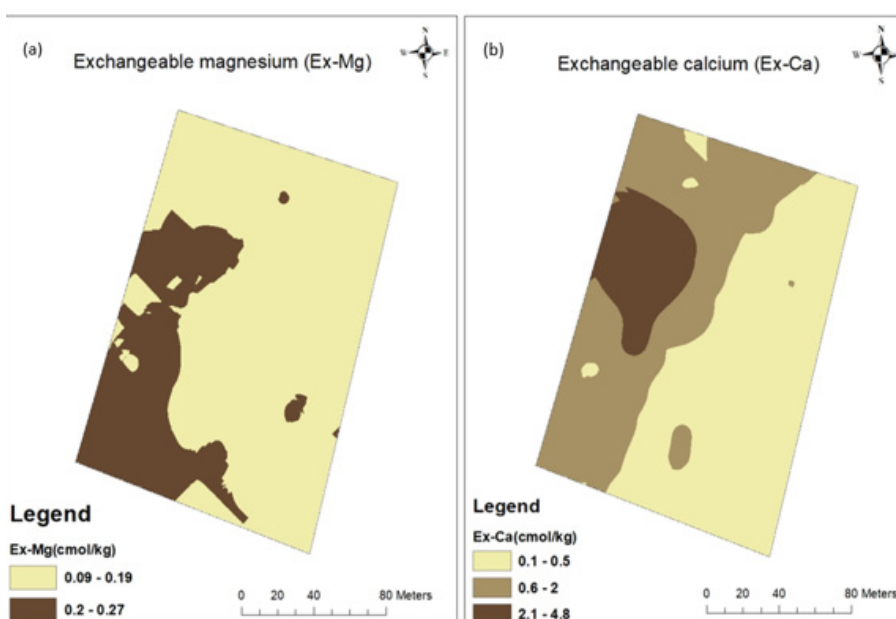 (a)
N
W E
S
Exchangeable magnesium (Ex-Mg)
Legend
Ex-Mg(cmol/kg)
0.09 - 0.19
0.2 - 0.27
0 20 40 80 Meters
(b)
N
W E
S
Exchangeable calcium (Ex-Ca)
Legend
Ex-Ca(cmol/kg)
0.1 - 0.5
0.6 - 2
2.1 - 4.8
0 20 40 80 Meters